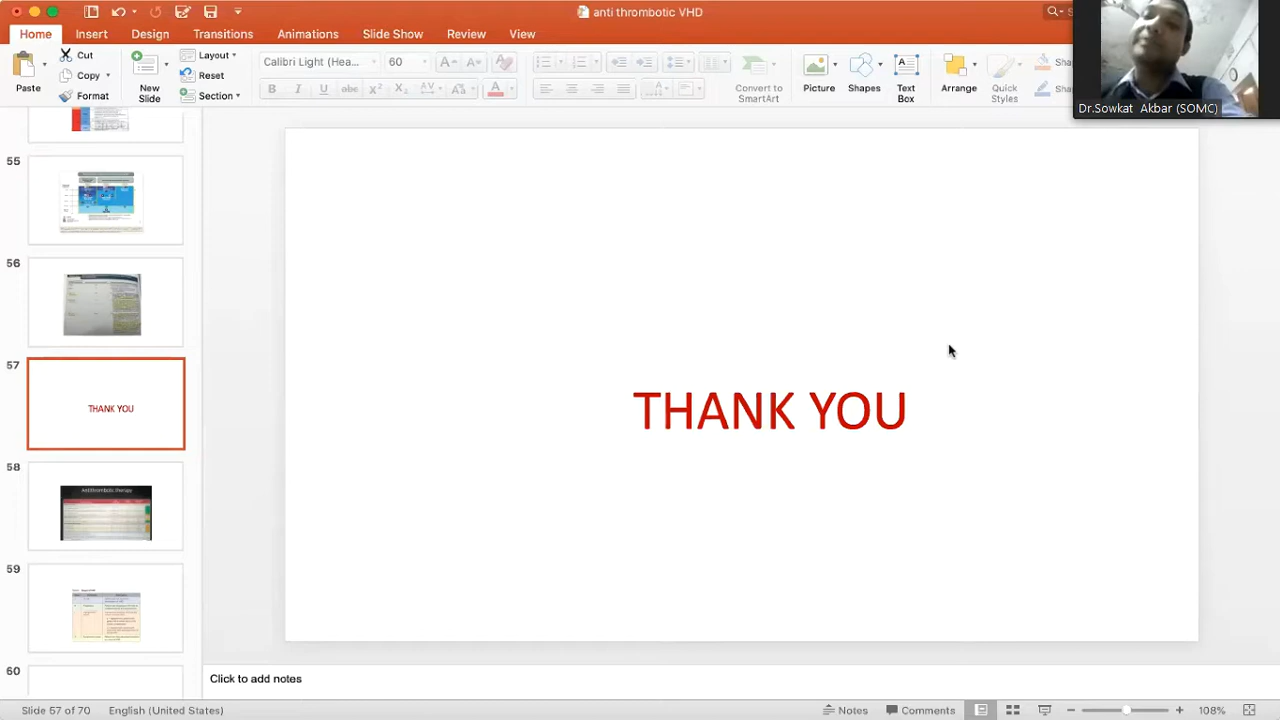 anti thrombotic VHD
Home Insert Design Transitions Animations Slide Show Review View
Paste
Cut
Copy
Format
New Slide
Layout
Reset
Section
Calibri Light (Hea... 60
Convert to SmartArt
Picture
Shapes
Text Box
Arrange
Quick Styles
Sha
Sha
Dr.Sowkat Akbar (SOMC)
55
56
57
THANK YOU
58
Antithrombotic therapy
59
60
THANK YOU
Click to add notes
Slide 57 of 70 English (United States) Notes Comments 108%